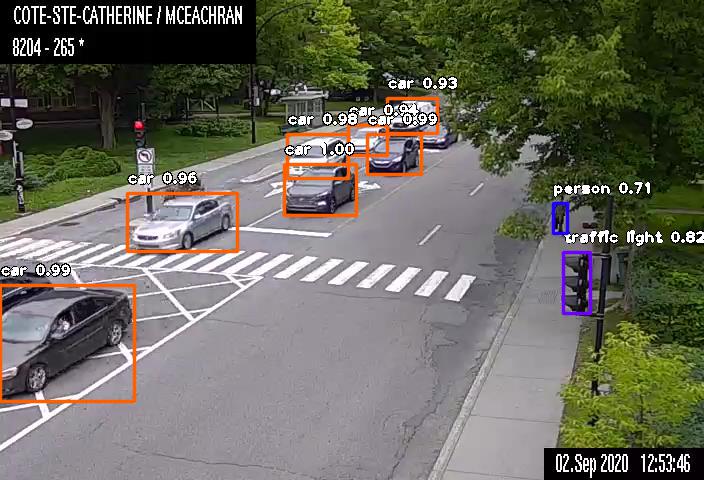 COTE-STE-CATHERINE / MCEACHRAN
8204 - 265 *
car 0.93
car 0.98
car 0.99
car 1.00
car 0.96
person 0.71
traffic light 0.82
car 0.99
02.Sep 2020 12:53:46